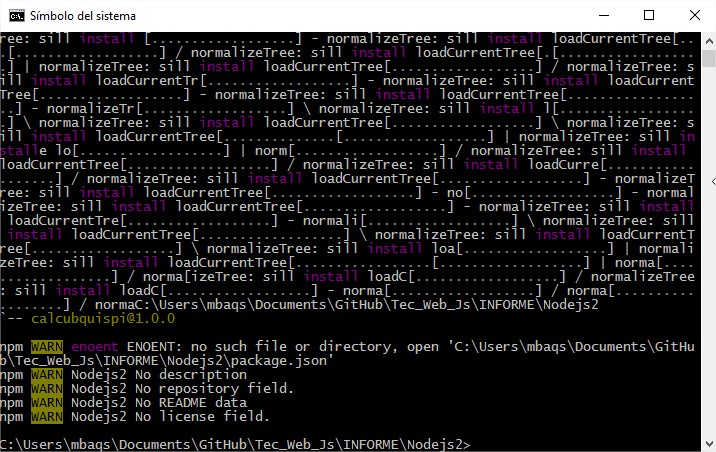 Símbolo del sistema
ree: sill install [..................] - normalizeTree: sill install loadCurrentTree[..
..[..................] / normalizeTree: sill install loadCurrentTree[.[................
il | normalizeTree: sill install loadCurrentTree[..................] / normalizeTree: s
ill install loadCurrentTr[..................] - normalizeTree: sill install loadCurrent
Tree[..................] - normalizeTree: sill install loadCurrentTree[................
..] - normalizeTr[..................] \ normalizeTree: sill install l[.................
.] \ normalizeTree: sill install loadCurrentTree[..................] \ normalizeTree: s
ill install loadCurrentTree[..............[..................] | normalizeTree: sill in
stalle lo[..................] | norm[..................] / normalizeTree: sill install
loadCurrentTree[..................] / normalizeTree: sill install loadCurre[...........
.......] / normalizeTree: sill install loadCurrentTree[..................] - normalizeT
ree: sill install loadCurrentTree[..................] - no[..................] - normal
izeTree: sill install loadCurrentTree[..................] - normalizeTree: sill install
loadCurrentTre[..................] - normali[..................] \ normalizeTree: sill
install loadCurrentTree[..................] \ normalizeTree: sill install loadCurrentT
ree[..................] \ normalizeTree: sill install loa[..................] | normali
zeTree: sill install loadCurrentTree[................[..................] | norma[.....
.............] / norma[izeTree: sill install loadC[..................] / normalizeTree
: sill install loadC[..................] - norma[..................] / norma[..........
........] / normaC:\Users\mbaqs\Documents\GitHub\Tec_Web_Js\INFORME\Nodejs2
`-- calcubquispi@1.0.0
npm WARN enoent ENOENT: no such file or directory, open 'C:\Users\mbaqs\Documents\GitHu
b\Tec_Web_Js\INFORME\Nodejs2\package.json'
npm WARN Nodejs2 No description
npm WARN Nodejs2 No repository field.
npm WARN Nodejs2 No README data
npm WARN Nodejs2 No license field.
C:\Users\mbaqs\Documents\GitHub\Tec_Web_Js\INFORME\Nodejs2>